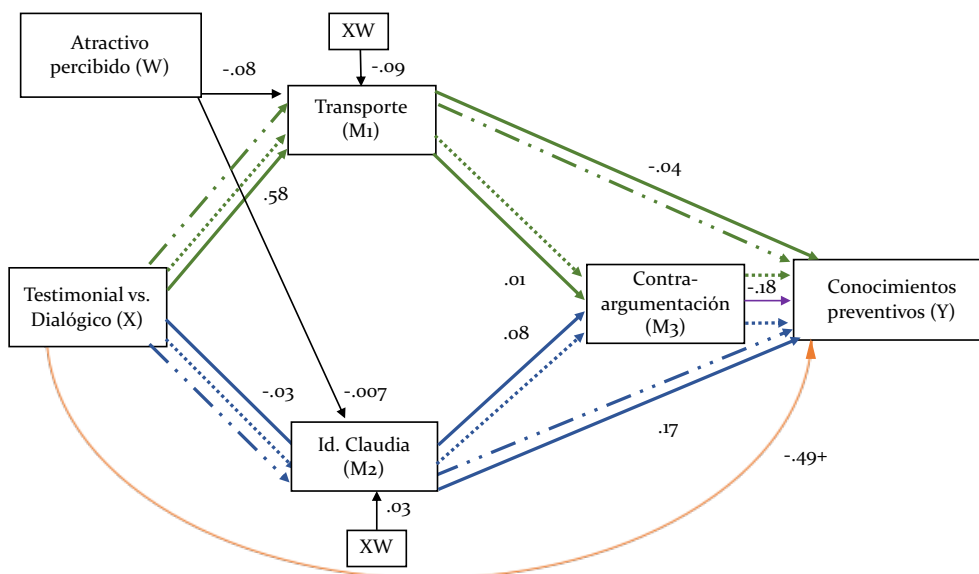 Atractivo
percibido (W)
XW
-.08
-.09
Transporte
(M1)
-.04
.58
Testimonial vs.
Dialógico (X)
.01
Contra-
argumentación
(M3)
-.18
Conocimientos
preventivos (Y)
.08
-.03
-.007
Id. Claudia
(M2)
.17
-.49+
.03
XW